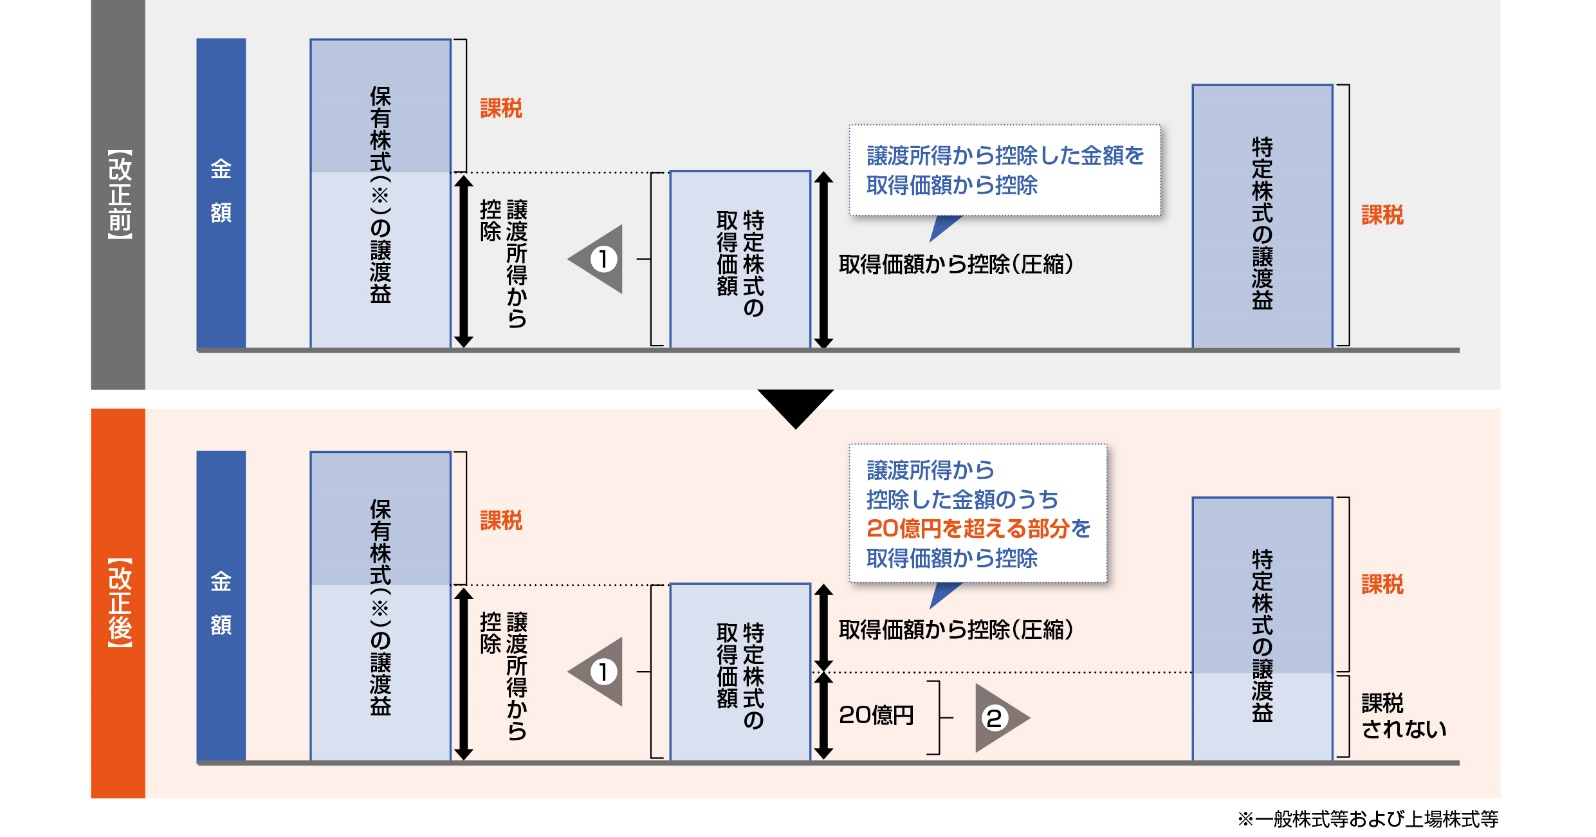 【改正前】
金額
保有株式(※)の譲渡益
課税
譲渡所得から
控除
1
特定株式の
取得価額
譲渡所得から控除した金額を
取得価額から控除
取得価額から控除(圧縮)
特定株式の譲渡益
課税
【改正後】
金額
保有株式(※)の譲渡益
課税
譲渡所得から
控除
1
特定株式の
取得価額
譲渡所得から
控除した金額のうち
20億円を超える部分を
取得価額から控除
取得価額から控除(圧縮)
20億円
2
特定株式の譲渡益
課税
課税
されない
※一般株式等および上場株式等